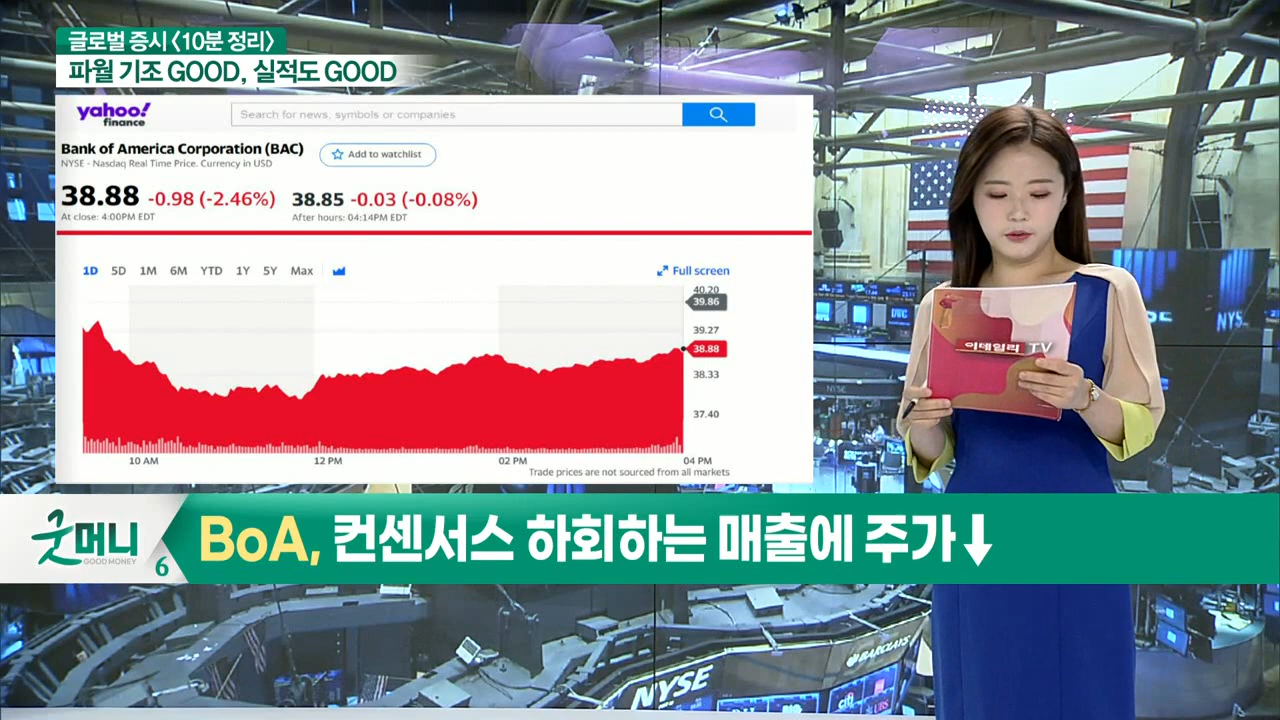 글로벌 증시 <10분 정리>
파월 기조 GOOD, 실적도 GOOD
yahoo!
finance
Search for news, symbols or companies
Bank of America Corporation (BAC)
Add to watchlist
NYSE - Nasdaq Real Time Price. Currency in USD
38.88 -0.98 (-2.46%) 38.85 -0.03 (-0.08%)
At close: 4:00PM EDT After hours: 04:14PM EDT
1D 5D 1M 6M YTD 1Y 5Y Max
Full screen
40.20
39.86
39.27
38.88
38.33
37.40
10 AM 12 PM 02 PM 04 PM
Trade prices are not sourced from all markets
이데일리 TV
NYS
NYSE
굿머니
GOOD MONEY
6
BoA, 컨센서스 하회하는 매출에 주가↓
BARCLAYS
NYSE
citi
UBS